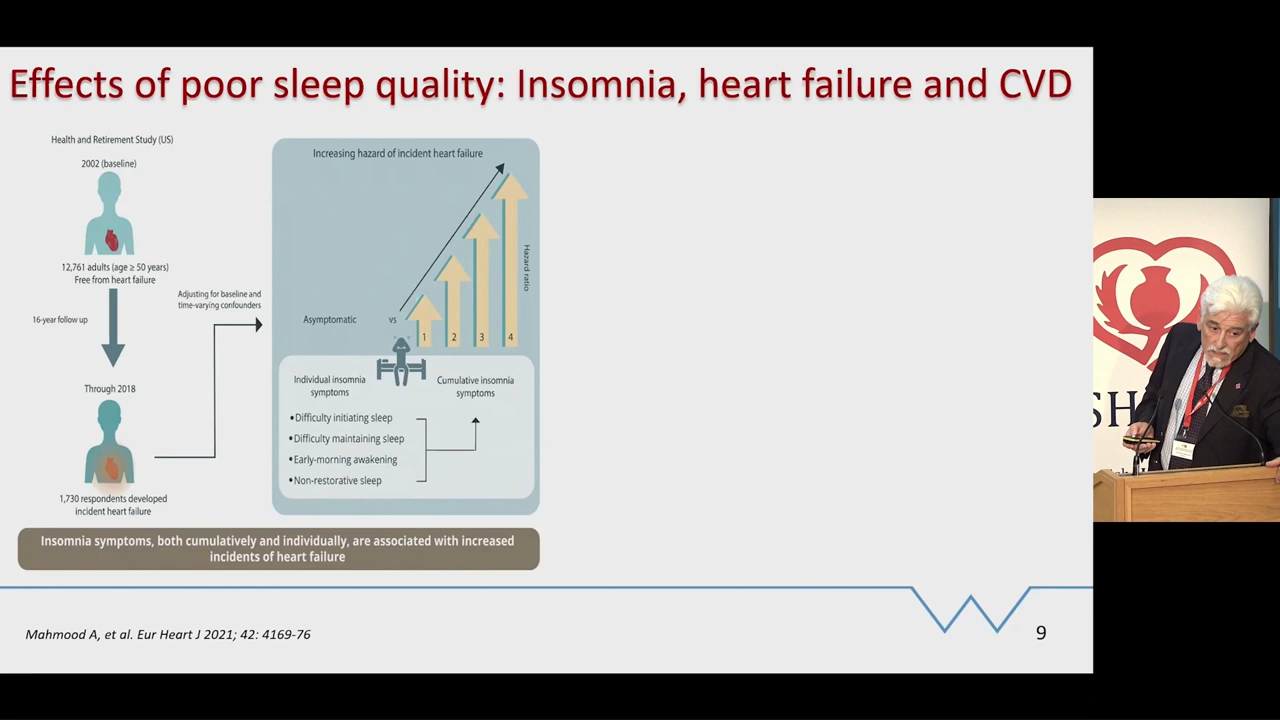 Effects of poor sleep quality: Insomnia, heart failure and CVD
Health and Retirement Study (US)
2002 (baseline)
12,761 adults (age ≥ 50 years)
Free from heart failure
16-year follow up
Through 2018
1,730 respondents developed
incident heart failure
Adjusting for baseline and
time-varying confounders
Increasing hazard of incident heart failure
Hazard ratio
Asymptomatic
vs
1
2
3
4
Individual insomnia
symptoms
•Difficulty initiating sleep
•Difficulty maintaining sleep
•Early-morning awakening
•Non-restorative sleep
Cumulative insomnia
symptoms
Insomnia symptoms, both cumulatively and individually, are associated with increased
incidents of heart failure
Mahmood A, et al. Eur Heart J 2021; 42: 4169-76
9
SH